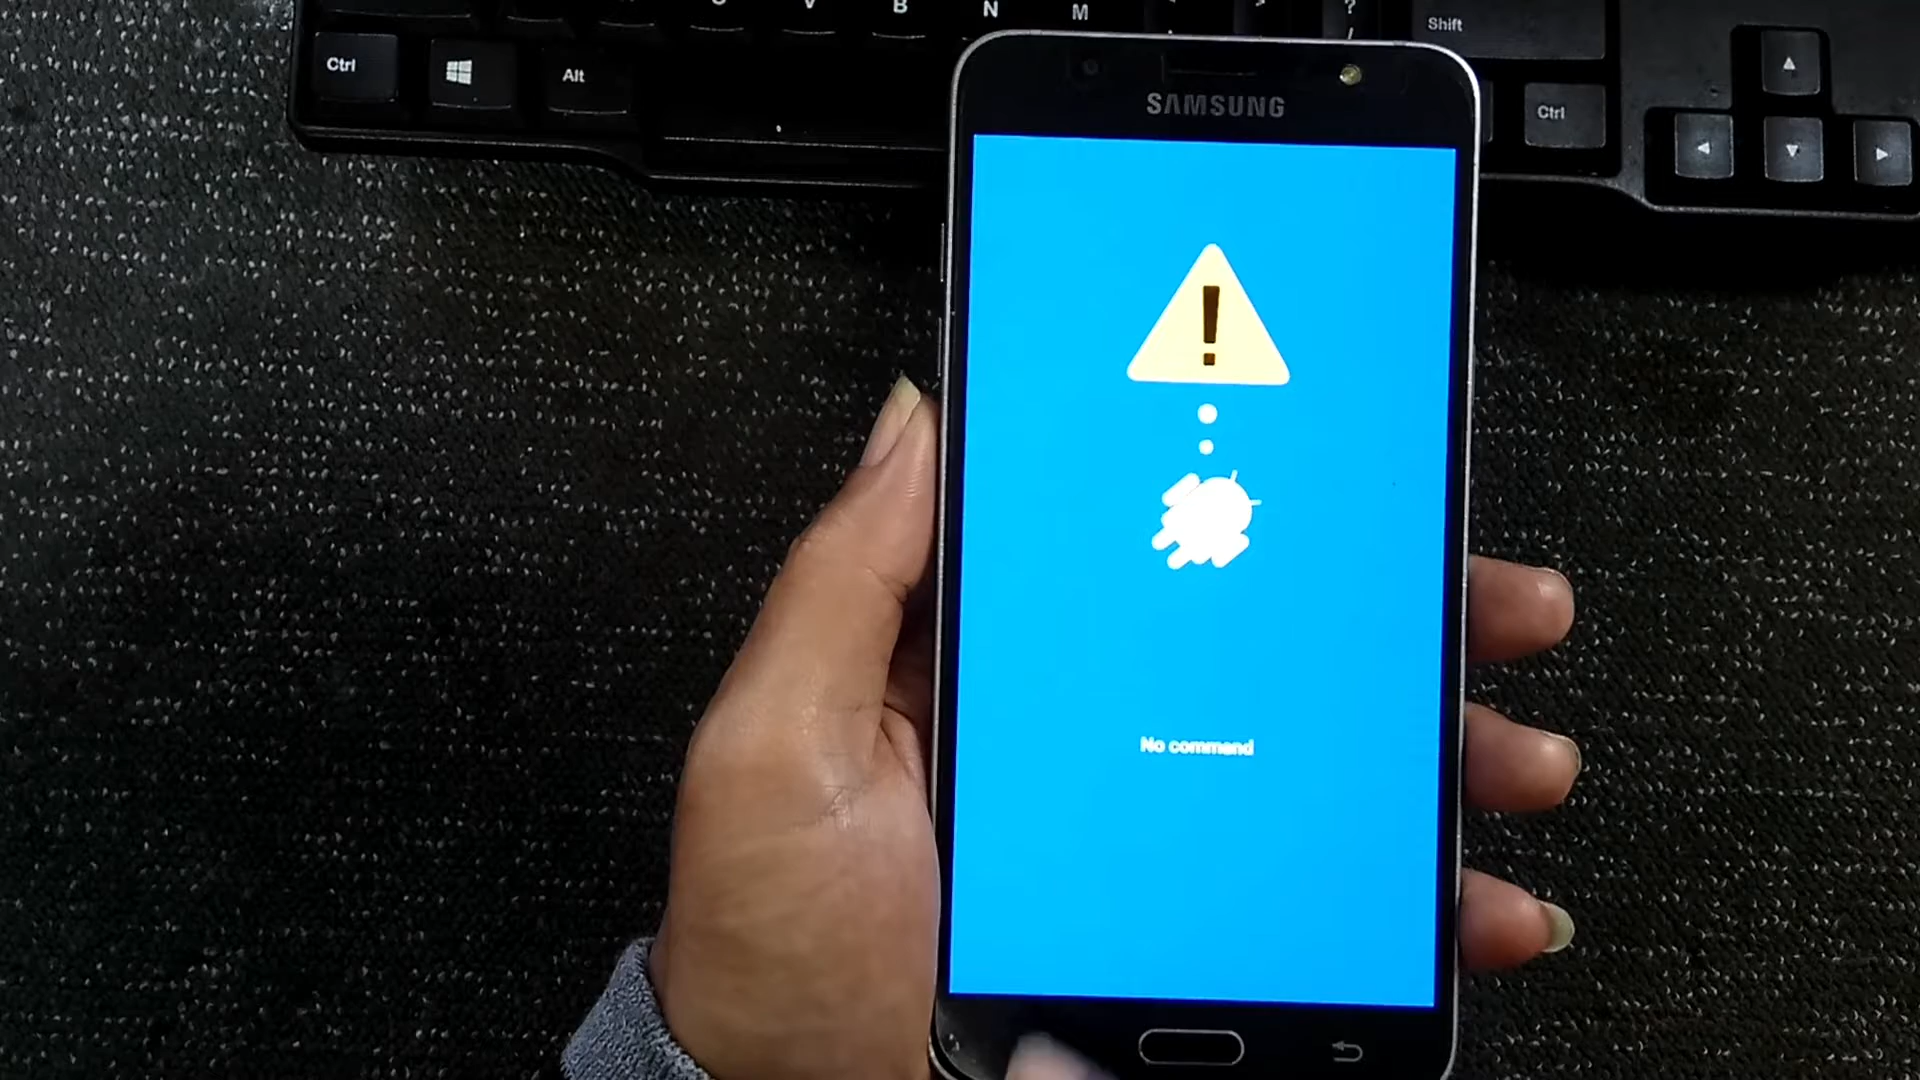 V B N M ?
/
Shift
Ctrl
Alt
Ctrl
SAMSUNG
!
No command